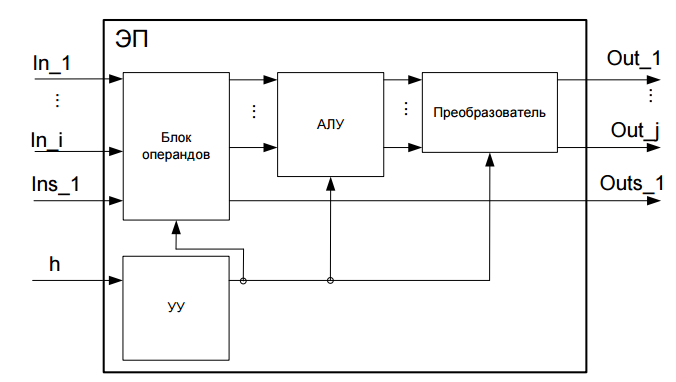 ЭП
In_1
Out_1
⋮
Преобразователь
АЛУ
Блок
операндов
In_i
Out_j
Ins_1
Outs_1
h
УУ